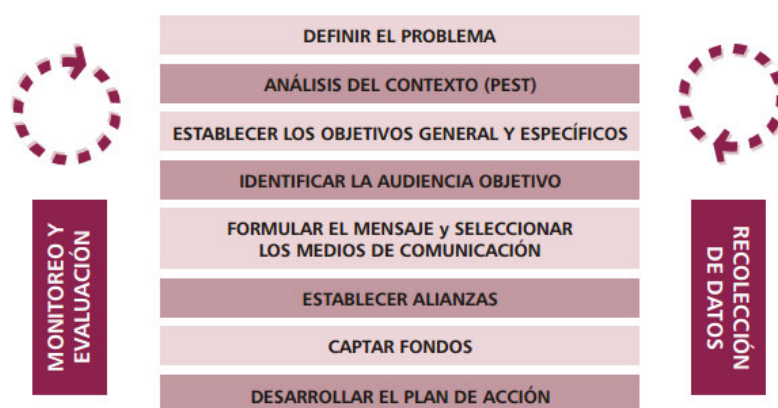 DEFINIR EL PROBLEMA
ANÁLISIS DEL CONTEXTO (PEST)
ESTABLECER LOS OBJETIVOS GENERAL Y ESPECÍFICOS
IDENTIFICAR LA AUDIENCIA OBJETIVO
FORMULAR EL MENSAJE y SELECCIONAR
LOS MEDIOS DE COMUNICACIÓN
ESTABLECER ALIANZAS
CAPTAR FONDOS
DESARROLLAR EL PLAN DE ACCIÓN
MONITOREO Y
EVALUACIÓN
RECOLECCIÓN
DE DATOS